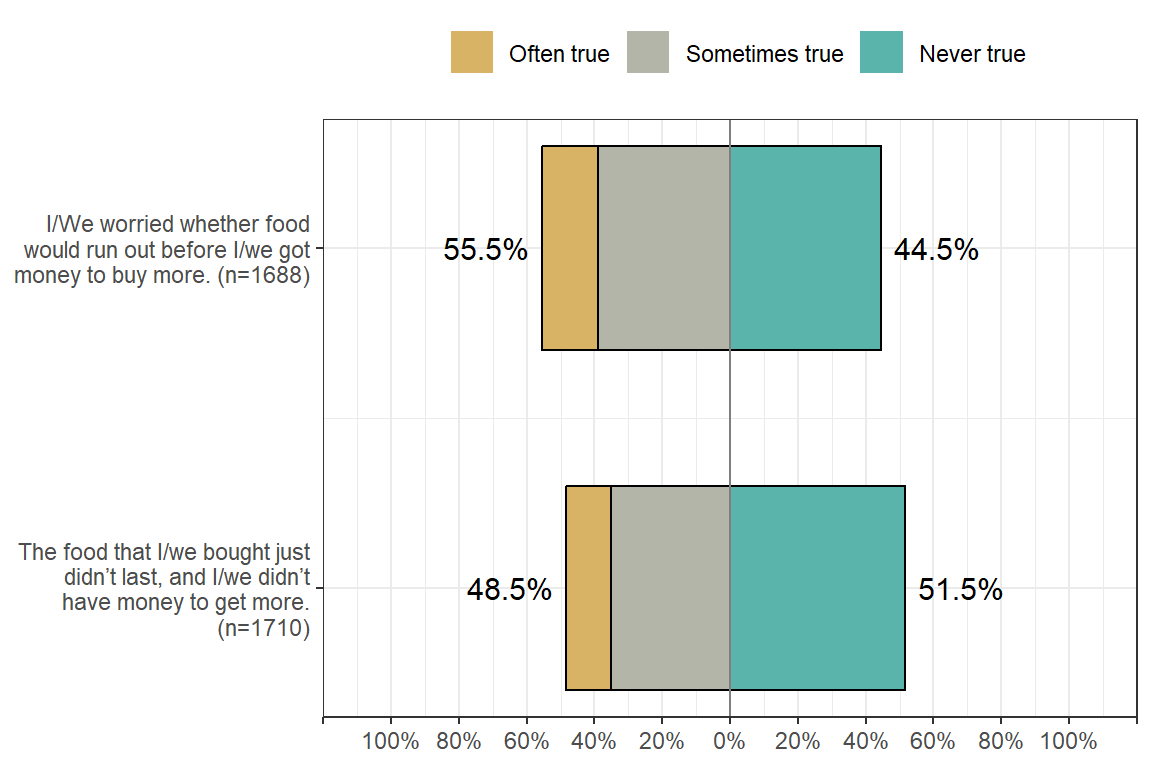 Often true Sometimes true Never true
I/We worried whether food
would run out before I/we got
money to buy more. (n=1688)
55.5% 44.5%
The food that I/we bought just
didn’t last, and I/we didn’t
have money to get more.
(n=1710)
48.5% 51.5%
100% 80% 60% 40% 20% 0% 20% 40% 60% 80% 100%